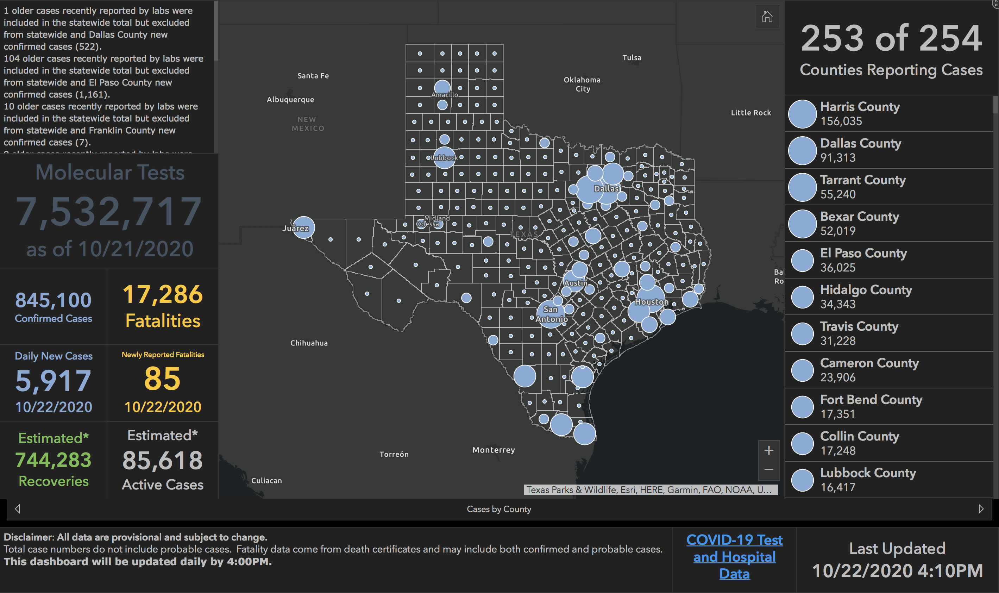 1 older cases recently reported by labs were
included in the statewide total but excluded
from statewide and Dallas County new
confirmed cases (522).
104 older cases recently reported by labs were
included in the statewide total but excluded
from statewide and El Paso County new
confirmed cases (1,161).
10 older cases recently reported by labs were
included in the statewide total but excluded
from statewide and Franklin County new
confirmed cases (7).
Molecular Tests
7,532,717
as of 10/21/2020
845,100
Confirmed Cases
17,286
Fatalities
Daily New Cases
5,917
10/22/2020
Newly Reported Fatalities
85
10/22/2020
Estimated*
744,283
Recoveries
Estimated*
85,618
Active Cases
Tulsa
Santa Fe
Oklahoma
City
Amarillo
Albuquerque
Little Rock
NEW
MEXICO
Lubbock
Dallas
Midland
Odessa
Juárez
TEXAS
Bat
Ro
Austin
Houston
San
Antonio
Chihuahua
Monterrey
Torreón
Culiacan
+
−
Texas Parks & Wildlife, Esri, HERE, Garmin, FAO, NOAA, U...
253 of 254
Counties Reporting Cases
Harris County
156,035
Dallas County
91,313
Tarrant County
55,240
Bexar County
52,019
El Paso County
36,025
Hidalgo County
34,343
Travis County
31,228
Cameron County
23,906
Fort Bend County
17,351
Collin County
17,248
Lubbock County
16,417
Cases by County
Disclaimer: All data are provisional and subject to change.
Total case numbers do not include probable cases. Fatality data come from death certificates and may include both confirmed and probable cases.
This dashboard will be updated daily by 4:00PM.
COVID-19 Test
and Hospital
Data
Last Updated
10/22/2020 4:10PM